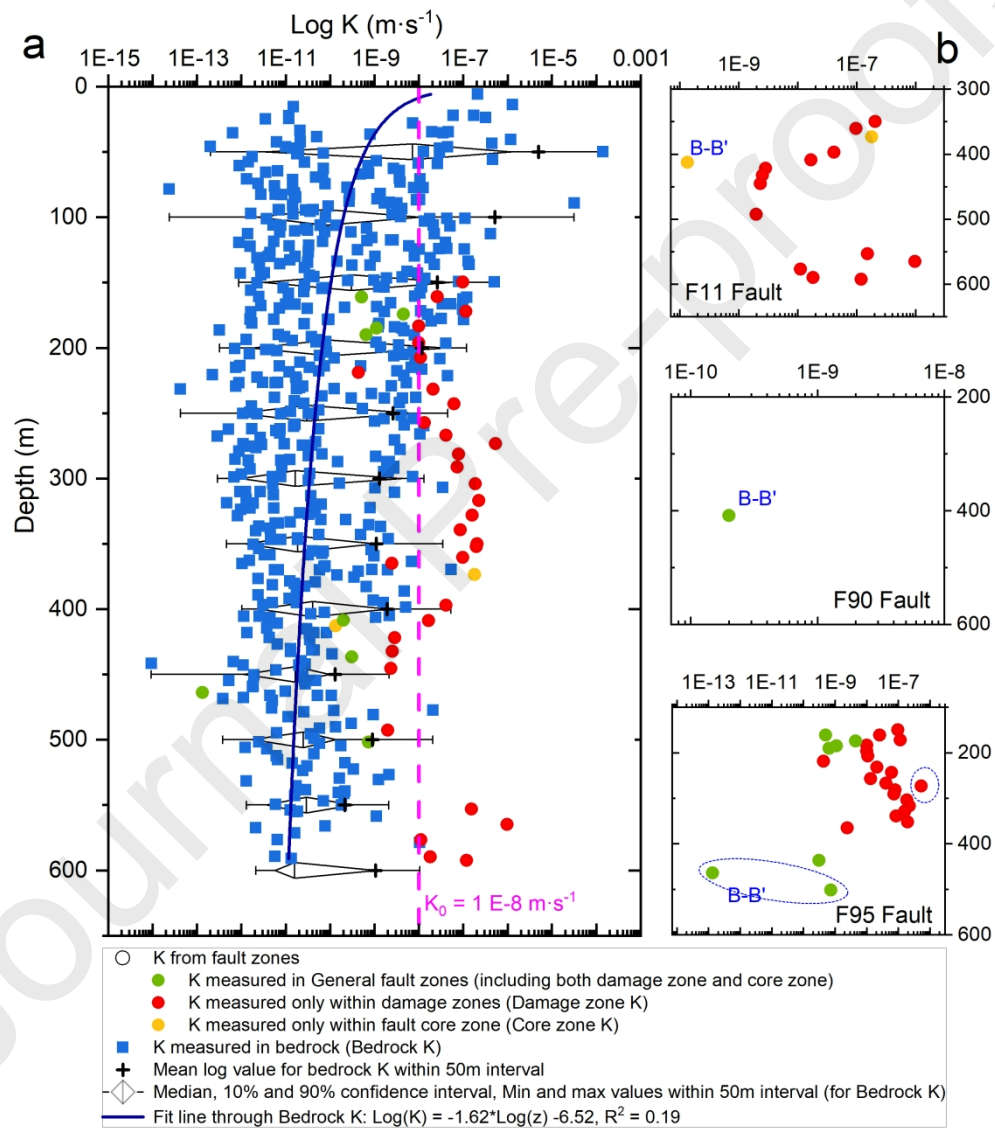 a
Log K (m·s⁻¹)
1E-15 1E-13 1E-11 1E-9 1E-7 1E-5 0.001
0
100
200
300
400
500
600
Depth (m)
K₀ = 1 E-8 m·s⁻¹
b
1E-9 1E-7
300
400
500
600
B-B'
F11 Fault
1E-10 1E-9 1E-8
200
400
600
B-B'
F90 Fault
1E-13 1E-11 1E-9 1E-7
200
400
600
B-B'
F95 Fault
K from fault zones
K measured in General fault zones (including both damage zone and core zone)
K measured only within damage zones (Damage zone K)
K measured only within fault core zone (Core zone K)
K measured in bedrock (Bedrock K)
Mean log value for bedrock K within 50m interval
Median, 10% and 90% confidence interval, Min and max values within 50m interval (for Bedrock K)
Fit line through Bedrock K: Log(K) = -1.62*Log(z) -6.52, R² = 0.19
Journal Pre-proof